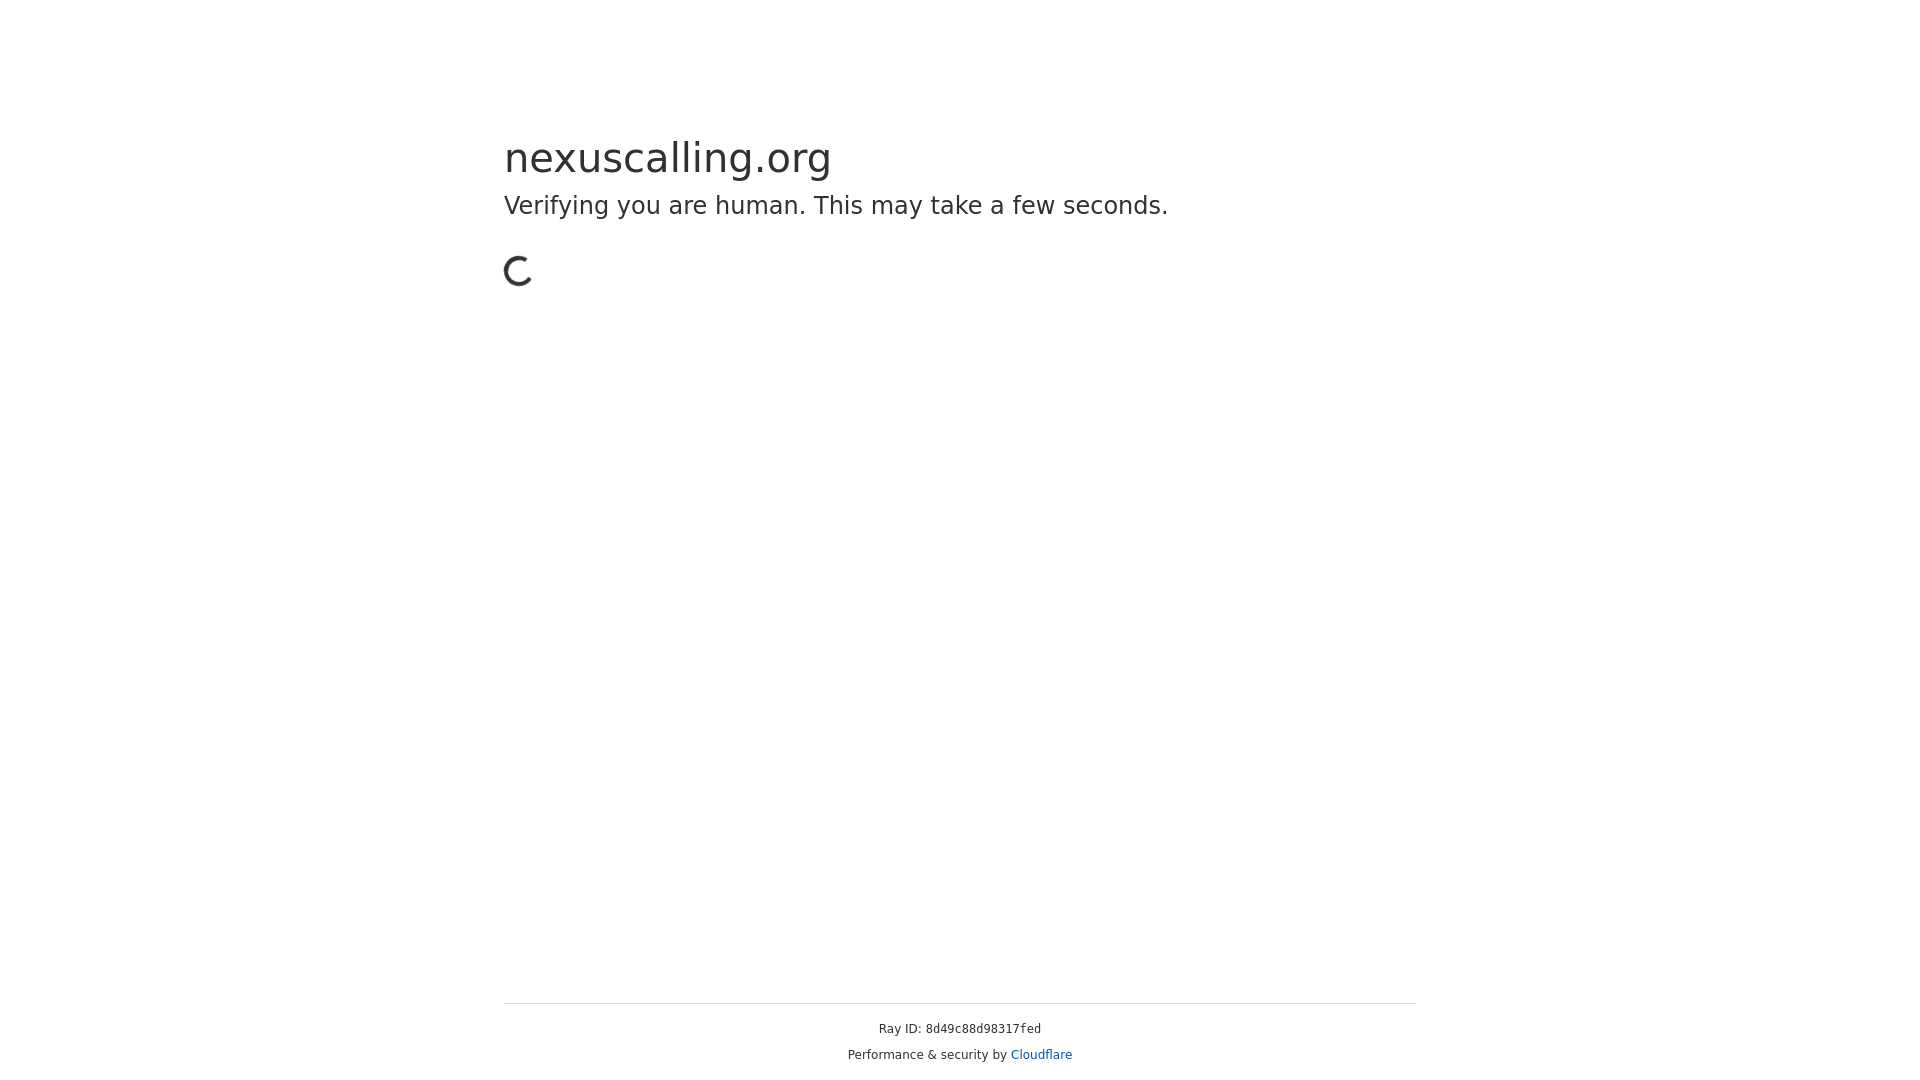 nexuscalling.org
Verifying you are human. This may take a few seconds.
Ray ID: 8d49c88d98317fed
Performance & security by Cloudflare